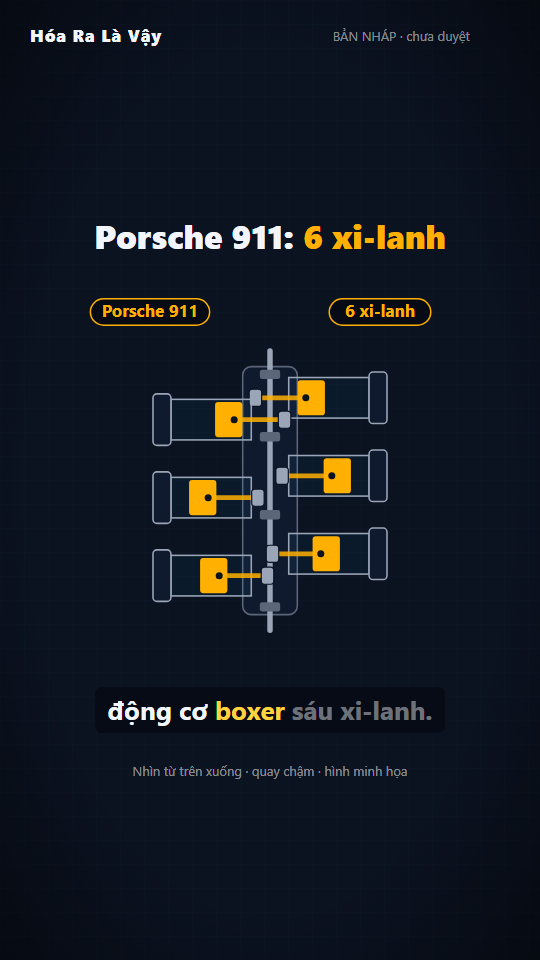 Hóa Ra Là Vậy
BẢN NHÁP · chưa duyệt
Porsche 911: 6 xi-lanh
Porsche 911
6 xi-lanh
động cơ boxer sáu xi-lanh.
Nhìn từ trên xuống · quay chậm · hình minh họa